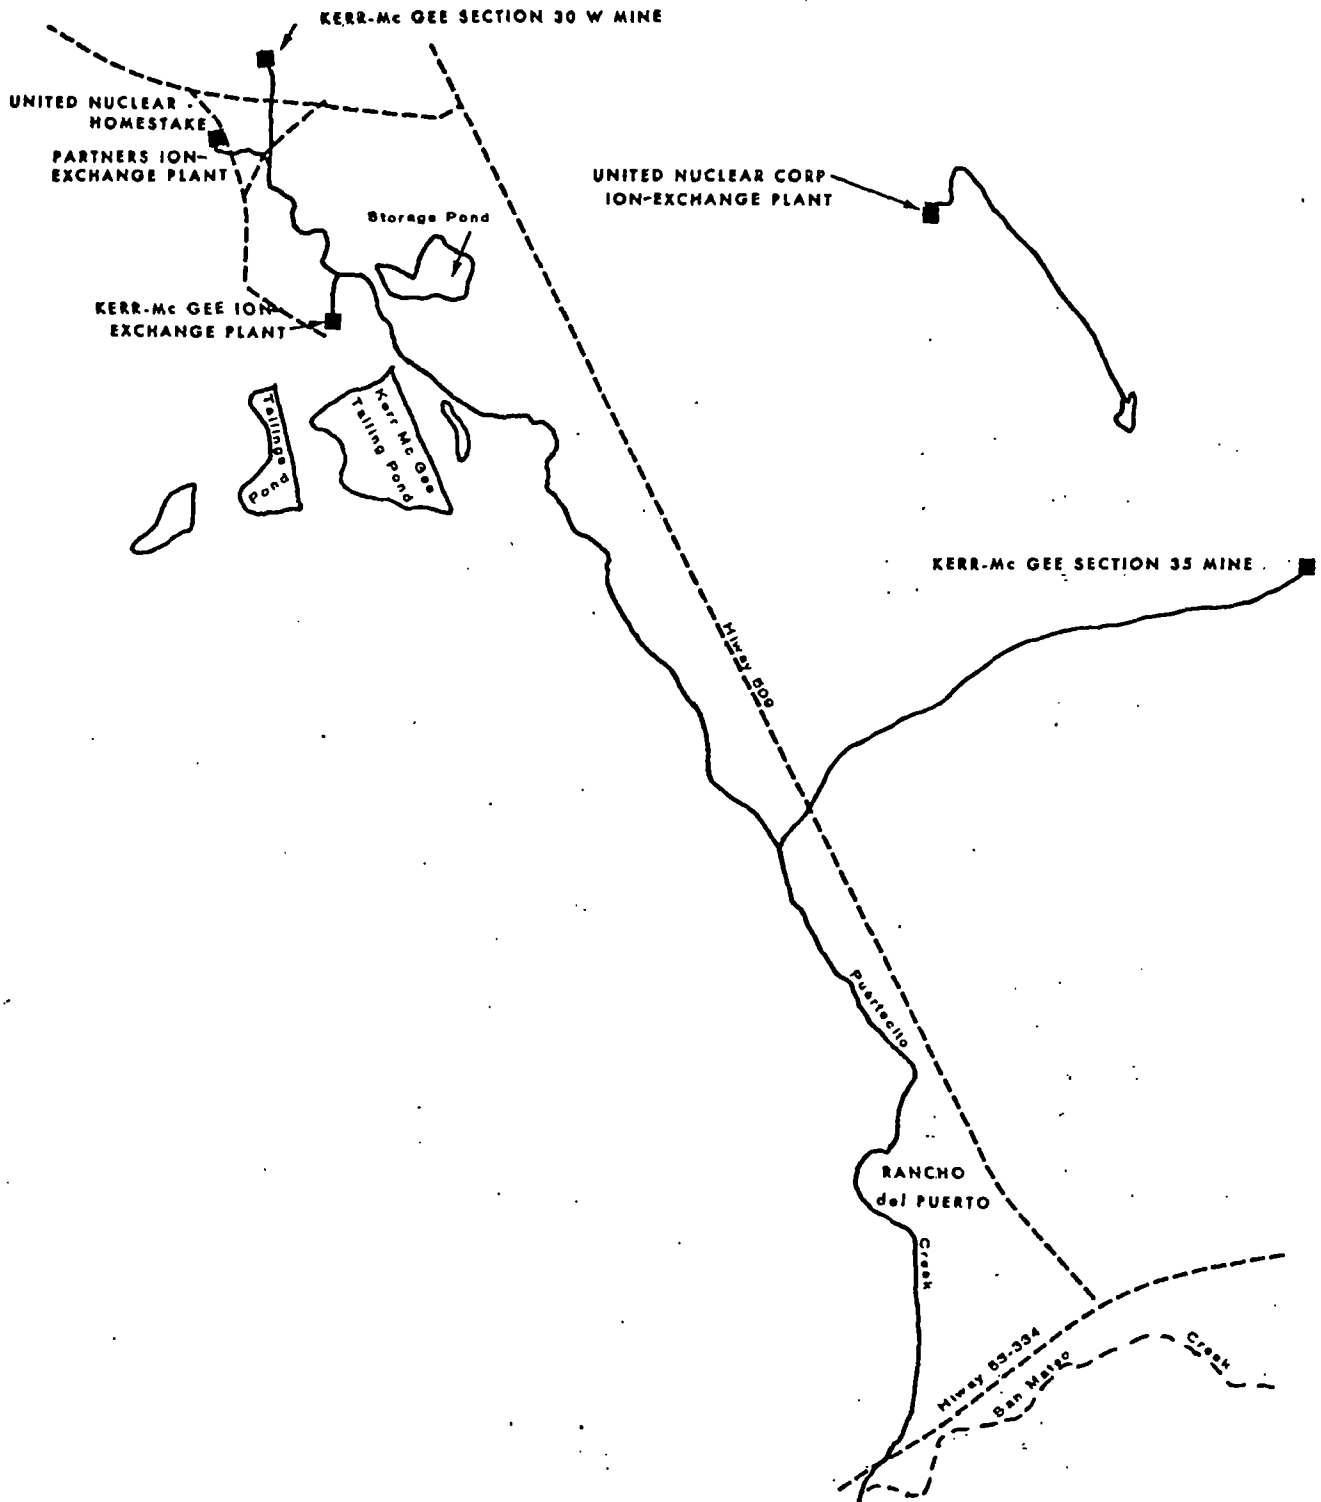 KERR-Mc GEE SECTION 30 W MINE
UNITED NUCLEAR -
HOMESTAKE
PARTNERS ION-
EXCHANGE PLANT
UNITED NUCLEAR CORP
ION-EXCHANGE PLANT
Storage Pond
KERR-Mc GEE ION-
EXCHANGE PLANT
Tailings
Pond
Kerr Mc Gee
Tailing Pond
KERR-Mc GEE SECTION 35 MINE
Hiway 509
Puertecito
RANCHO
del PUERTO
Creek
Hiway 53-334
San Mateo
Creek